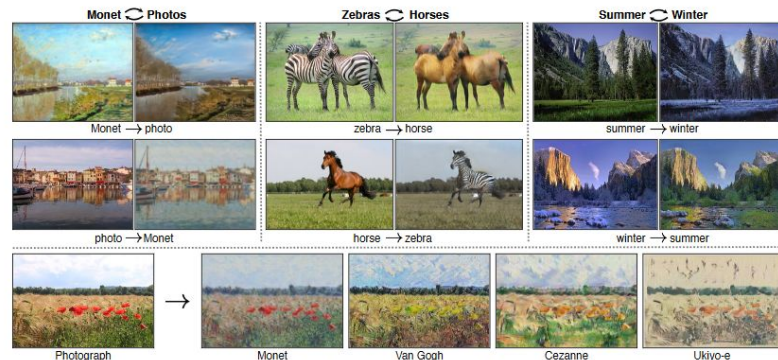 Monet ⟳ Photos
Zebras ⟳ Horses
Summer ⟳ Winter
Monet → photo
zebra → horse
summer → winter
photo → Monet
horse → zebra
winter → summer
Photograph
→
Monet
Van Gogh
Cezanne
Ukiyo-e